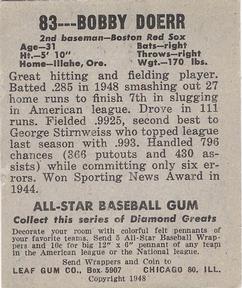 83---BOBBY DOERR
2nd baseman—Boston Red Sox
Age—31 Bats—right
Ht.—5' 10" Throws—right
Home—Illahe, Ore. Wgt.—170 lbs.
Great hitting and fielding player.
Batted .285 in 1948 smashing out 27
home runs to finish 7th in slugging
in American league. Drove in 111
runs. Fielded .9925, second best to
George Stirnweiss who topped league
last season with .993. Handled 796
chances (366 putouts and 430 as-
sists) while committing only six er-
rors. Won Sporting News Award in
1944.
ALL-STAR BASEBALL GUM
Collect this series of Diamond Greats
Decorate your room with colorful felt pennants of
your favorite teams. Send 5 All-Star Baseball Wrap-
pers and 10c for big 12" x 6" pennant of any team
in the American league or the National league.
Send Wrappers and Coin to
LEAF GUM CO., Box 5907 CHICAGO 80, ILL.
Copyright 1948